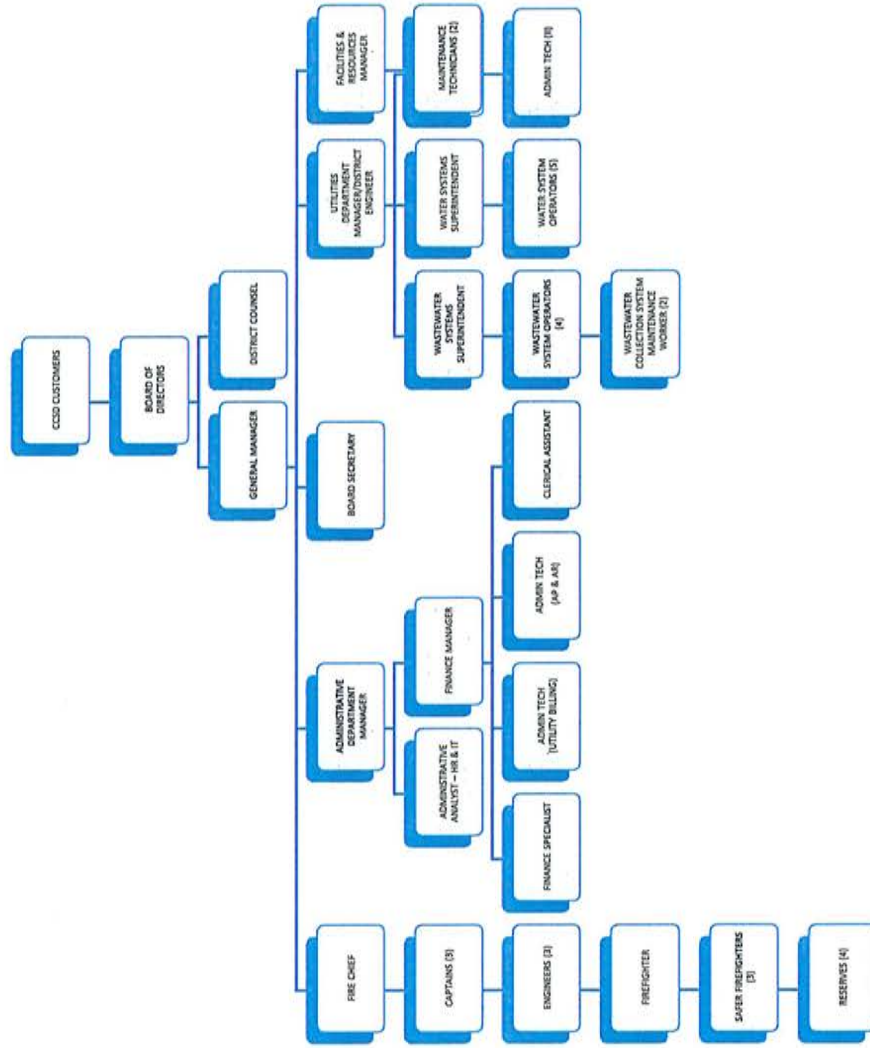 CCSD CUSTOMERS
BOARD OF
DIRECTORS
GENERAL MANAGER
DISTRICT COUNSEL
FIRE CHIEF
ADMINISTRATIVE
DEPARTMENT
MANAGER
BOARD SECRETARY
UTILITIES
DEPARTMENT
MANAGER/DISTRICT
ENGINEER
FACILITIES &
RESOURCES
MANAGER
CAPTAINS (3)
ADMINISTRATIVE
ANALYST – HR & IT
FINANCE MANAGER
WASTEWATER
SYSTEMS
SUPERINTENDENT
WATER SYSTEMS
SUPERINTENDENT
MAINTENANCE
TECHNICIANS (2)
ENGINEERS (3)
FINANCE SPECIALIST
ADMIN TECH
(UTILITY BILLING)
ADMIN TECH
(AP & AR)
CLERICAL ASSISTANT
WASTEWATER
SYSTEM OPERATORS
(4)
WATER SYSTEM
OPERATORS (5)
ADMIN TECH (II)
FIREFIGHTER
WASTEWATER
COLLECTION SYSTEM
MAINTENANCE
WORKER (2)
SAFER FIREFIGHTERS
(3)
RESERVES (4)